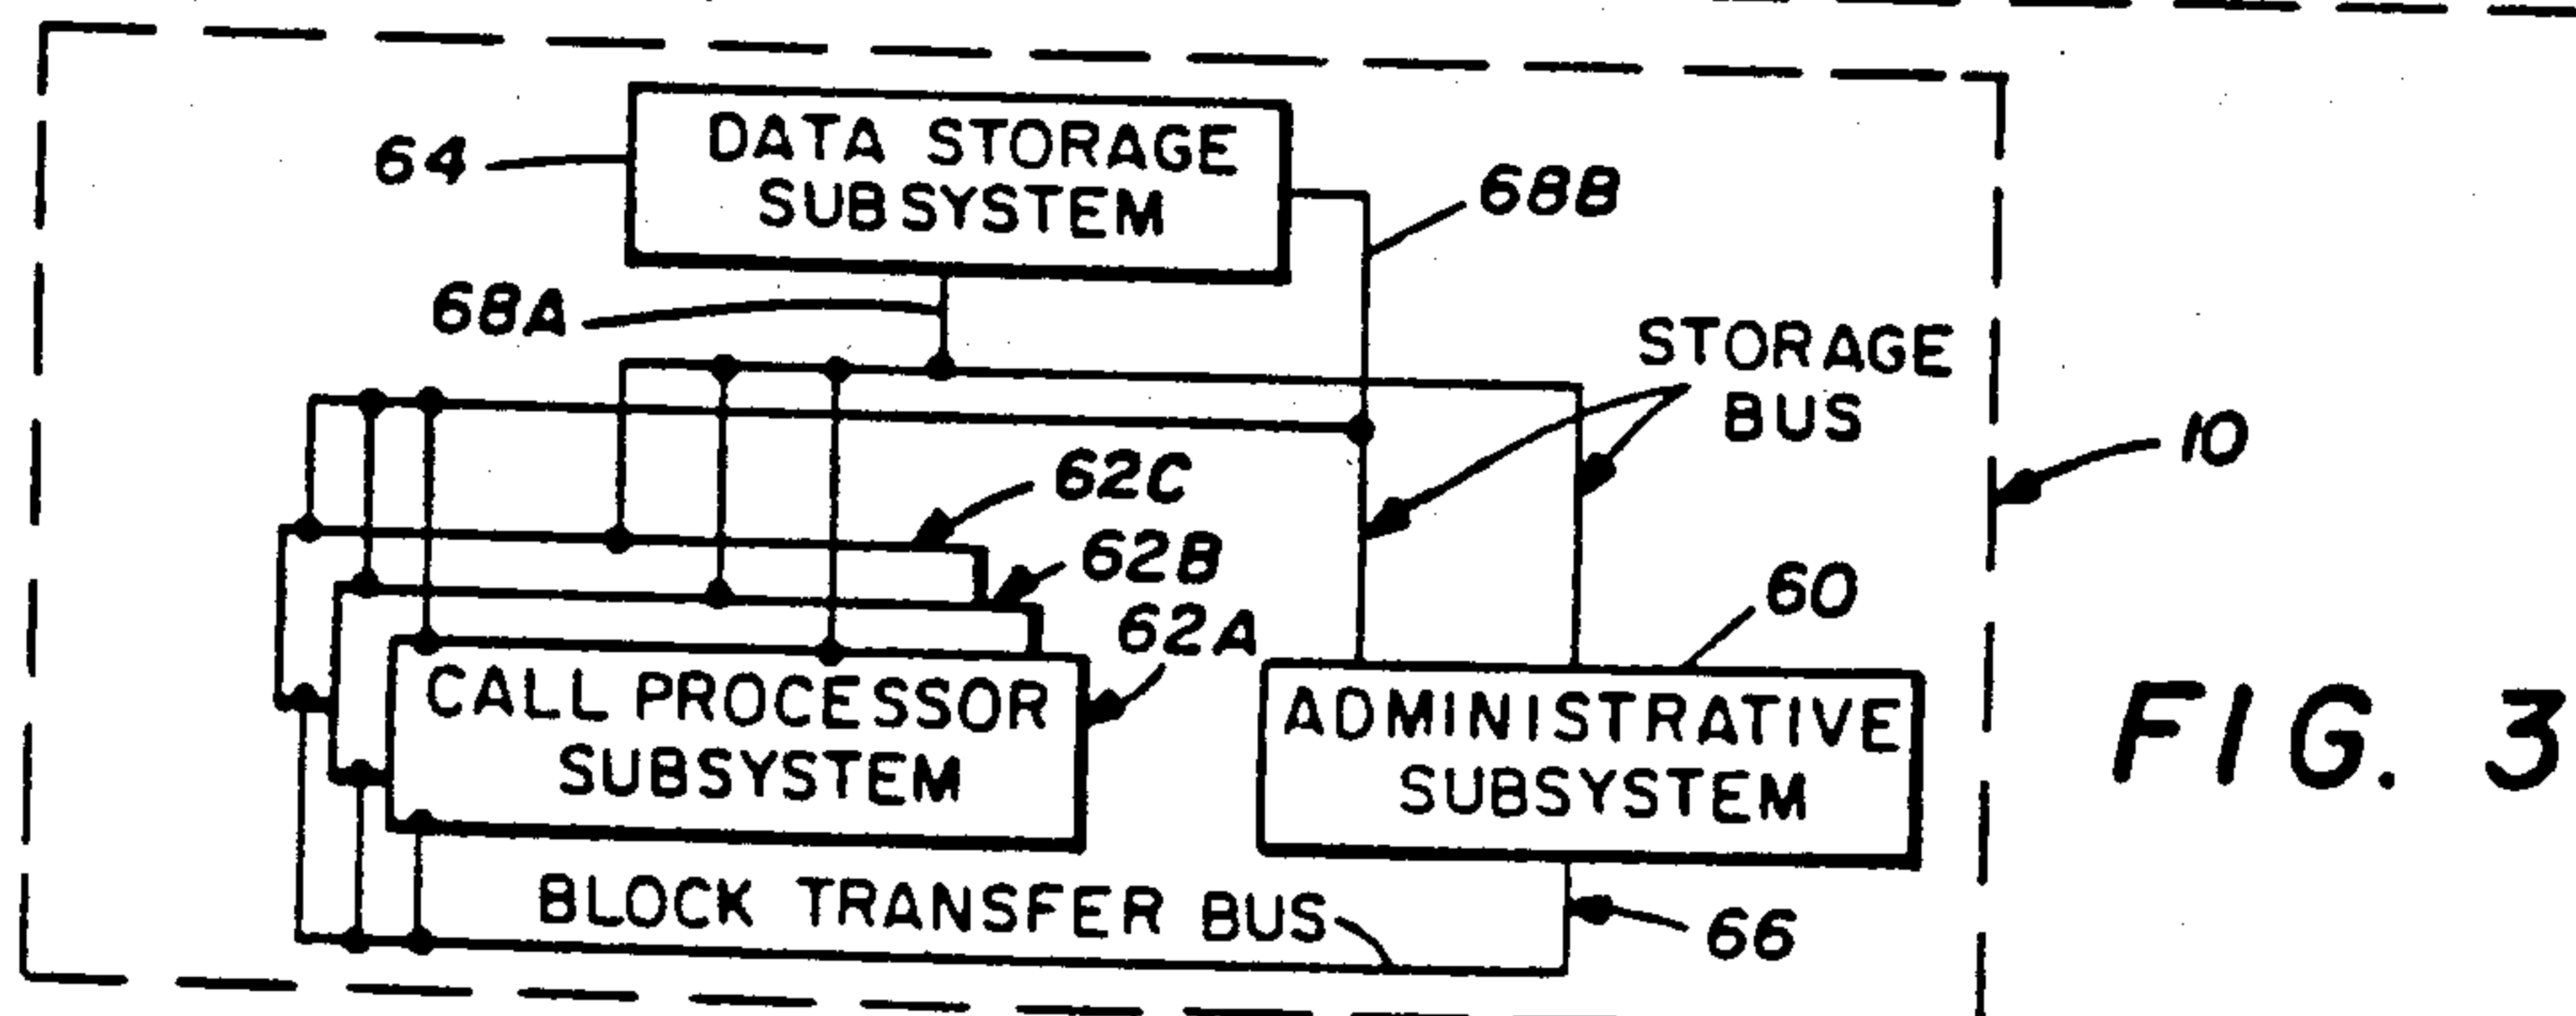 DATA STORAGE
SUBSYSTEM
64
68B
68A
STORAGE
BUS
10
62C
62B
62A
60
CALL PROCESSOR
SUBSYSTEM
ADMINISTRATIVE
SUBSYSTEM
FIG. 3
BLOCK TRANSFER BUS
66